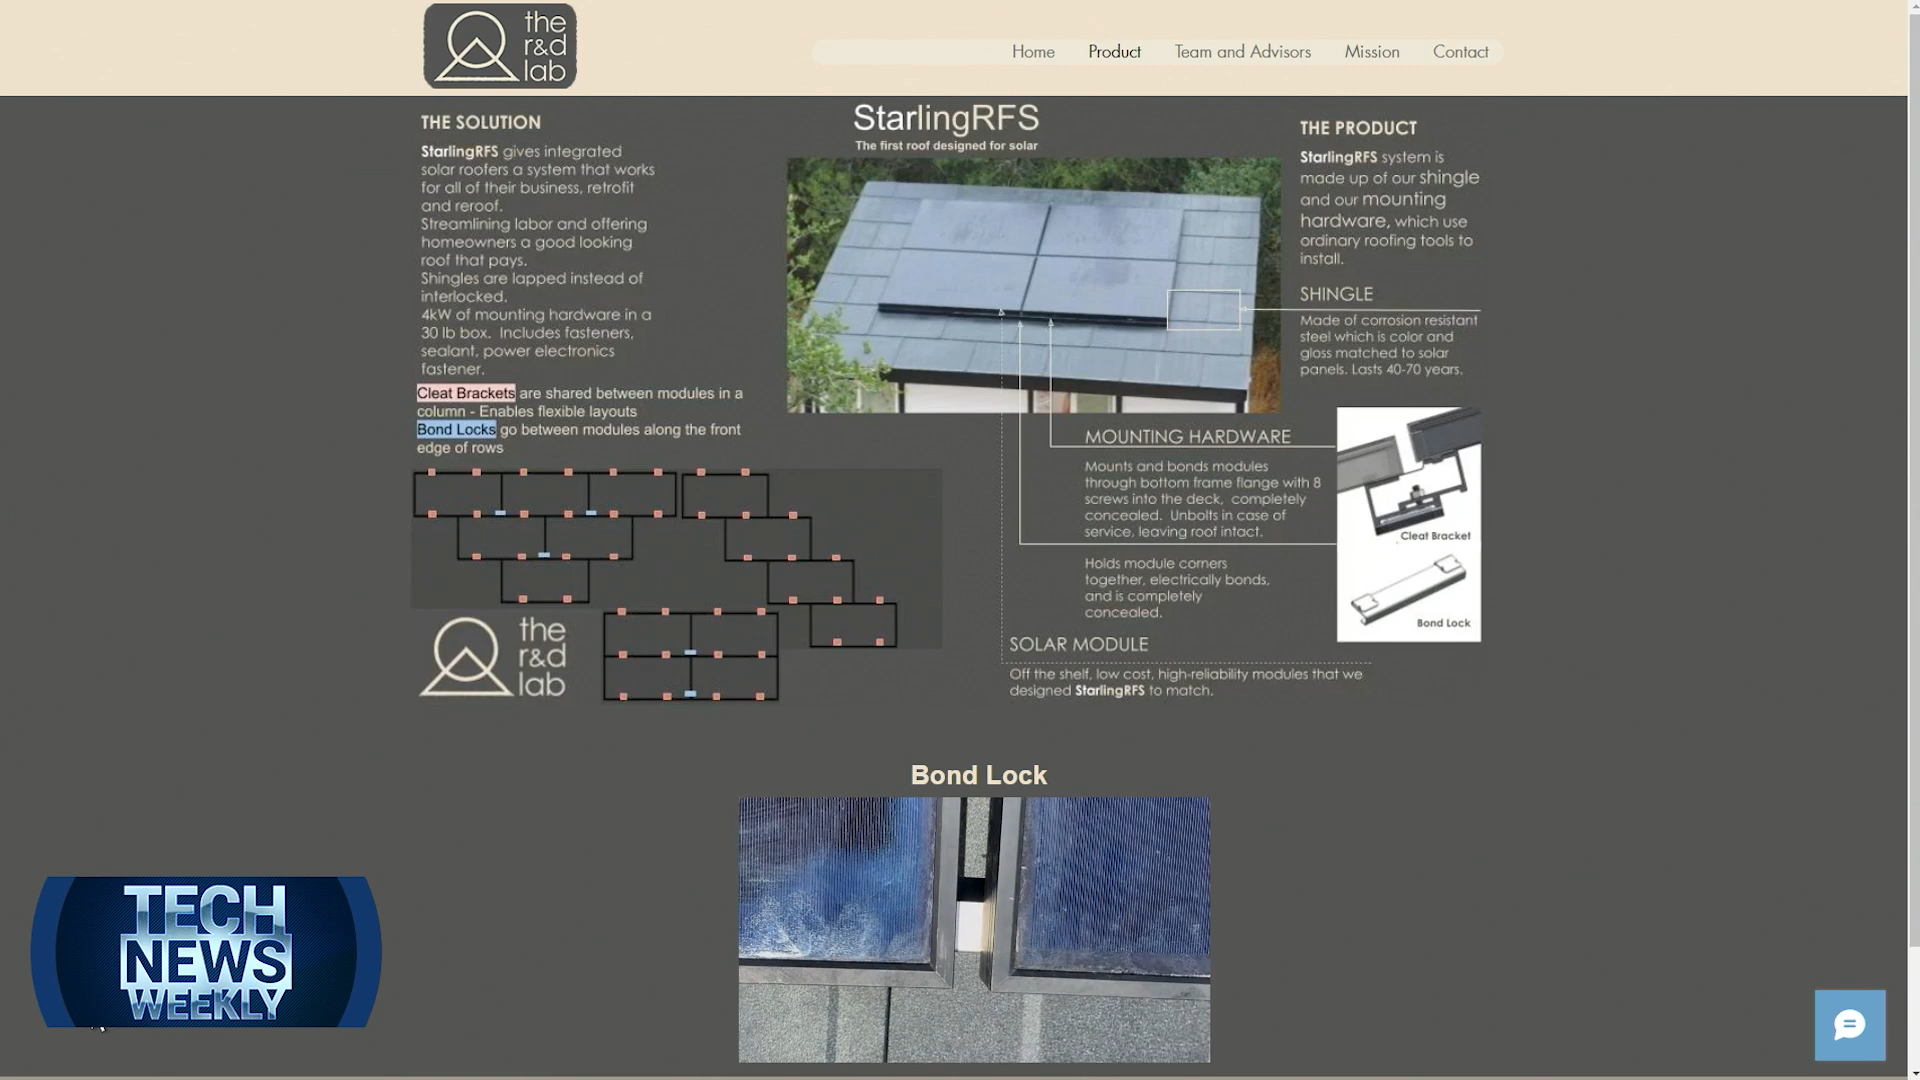 the
r&d
lab
Home
Product
Team and Advisors
Mission
Contact
THE SOLUTION
StarlingRFS gives integrated
solar roofers a system that works
for all of their business, retrofit
and reroof.
Streamlining labor and offering
homeowners a good looking
roof that pays.
Shingles are lapped instead of
interlocked.
4kW of mounting hardware in a
30 lb box. Includes fasteners,
sealant, power electronics
fastener.
Cleat Brackets are shared between modules in a
column - Enables flexible layouts
Bond Locks go between modules along the front
edge of rows
the
r&d
lab
StarlingRFS
The first roof designed for solar
THE PRODUCT
StarlingRFS system is
made up of our shingle
and our mounting
hardware, which use
ordinary roofing tools to
install.
SHINGLE
Made of corrosion resistant
steel which is color and
gloss matched to solar
panels. Lasts 40-70 years.
MOUNTING HARDWARE
Mounts and bonds modules
through bottom frame flange with 8
screws into the deck, completely
concealed. Unbolts in case of
service, leaving roof intact.
Holds module corners
together, electrically bonds,
and is completely
concealed.
Cleat Bracket
Bond Lock
SOLAR MODULE
Off the shelf, low cost, high-reliability modules that we
designed StarlingRFS to match.
Bond Lock
TECH
NEWS
WEEKLY